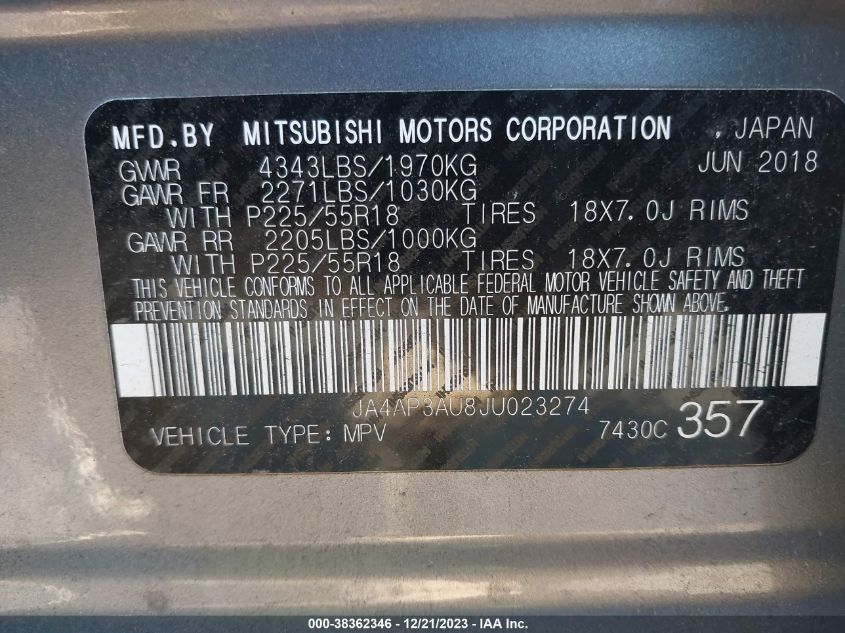 MFD.BY MITSUBISHI MOTORS CORPORATION , JAPAN
GVWR 4343LBS/1970KG JUN 2018
GAWR FR 2271LBS/1030KG
WITH P225/55R18 TIRES 18X7.0J RIMS
GAWR RR 2205LBS/1000KG
WITH P225/55R18 TIRES 18X7.0J RIMS
THIS VEHICLE CONFORMS TO ALL APPLICABLE FEDERAL MOTOR VEHICLE SAFETY AND THEFT
PREVENTION STANDARDS IN EFFECT ON THE DATE OF MANUFACTURE SHOWN ABOVE.
JA4AP3AU8JU023274
VEHICLE TYPE: MPV 7430C 357
000-38362346 - 12/21/2023 - COPYRIGHT IAA, INC.